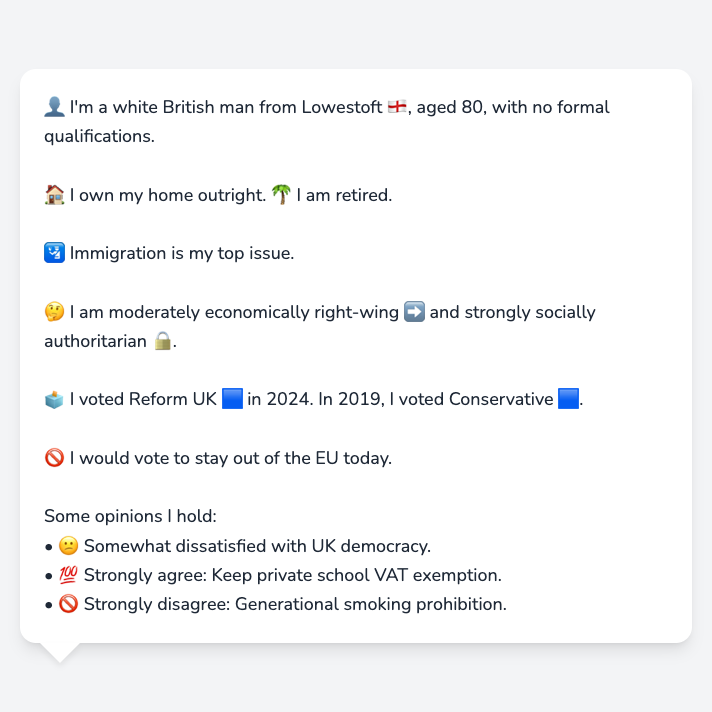 👤 I'm a white British man from Lowestoft 🏴󠁧󠁢󠁥󠁮󠁧󠁿, aged 80, with no formal
qualifications.
🏠 I own my home outright. 🌴 I am retired.
🛂 Immigration is my top issue.
🤔 I am moderately economically right-wing ➡️ and strongly socially
authoritarian 🔒.
🗳️ I voted Reform UK 🟦 in 2024. In 2019, I voted Conservative 🟦.
🚫 I would vote to stay out of the EU today.
Some opinions I hold:
• 😕 Somewhat dissatisfied with UK democracy.
• 💯 Strongly agree: Keep private school VAT exemption.
• 🚫 Strongly disagree: Generational smoking prohibition.